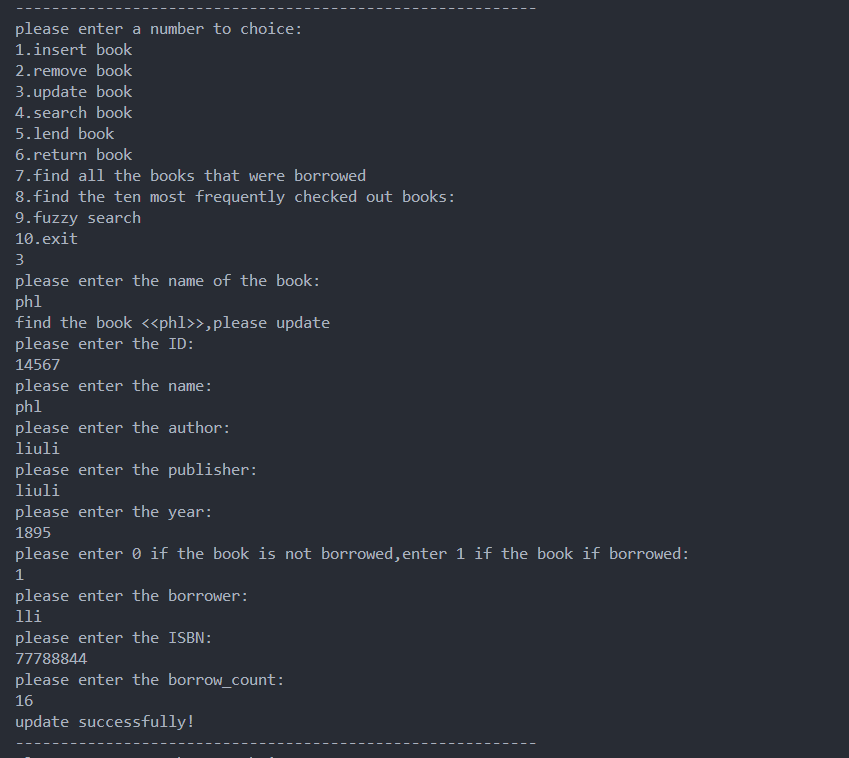 ----------------------------------------------------------
please enter a number to choice:
1.insert book
2.remove book
3.update book
4.search book
5.lend book
6.return book
7.find all the books that were borrowed
8.find the ten most frequently checked out books:
9.fuzzy search
10.exit
3
please enter the name of the book:
phl
find the book <<phl>>,please update
please enter the ID:
14567
please enter the name:
phl
please enter the author:
liuli
please enter the publisher:
liuli
please enter the year:
1895
please enter 0 if the book is not borrowed,enter 1 if the book if borrowed:
1
please enter the borrower:
lli
please enter the ISBN:
77788844
please enter the borrow_count:
16
update successfully!
----------------------------------------------------------